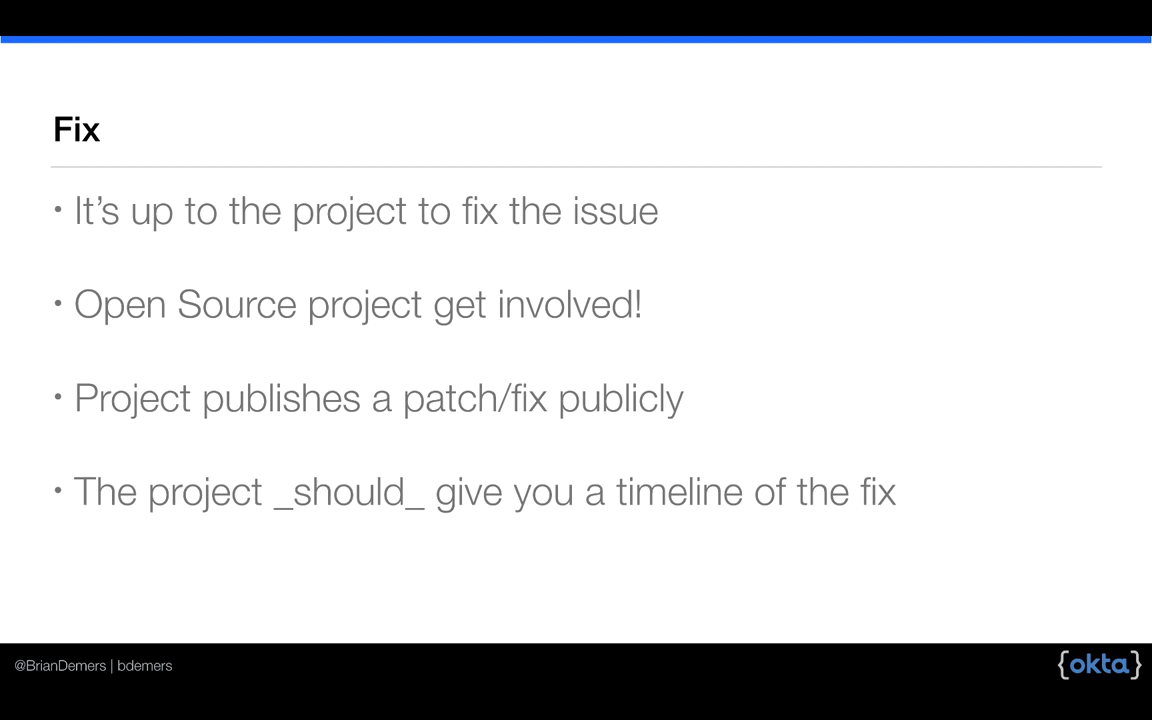 Fix
• It’s up to the project to fix the issue
• Open Source project get involved!
• Project publishes a patch/fix publicly
• The project _should_ give you a timeline of the fix
@BrianDemers | bdemers
{okta}